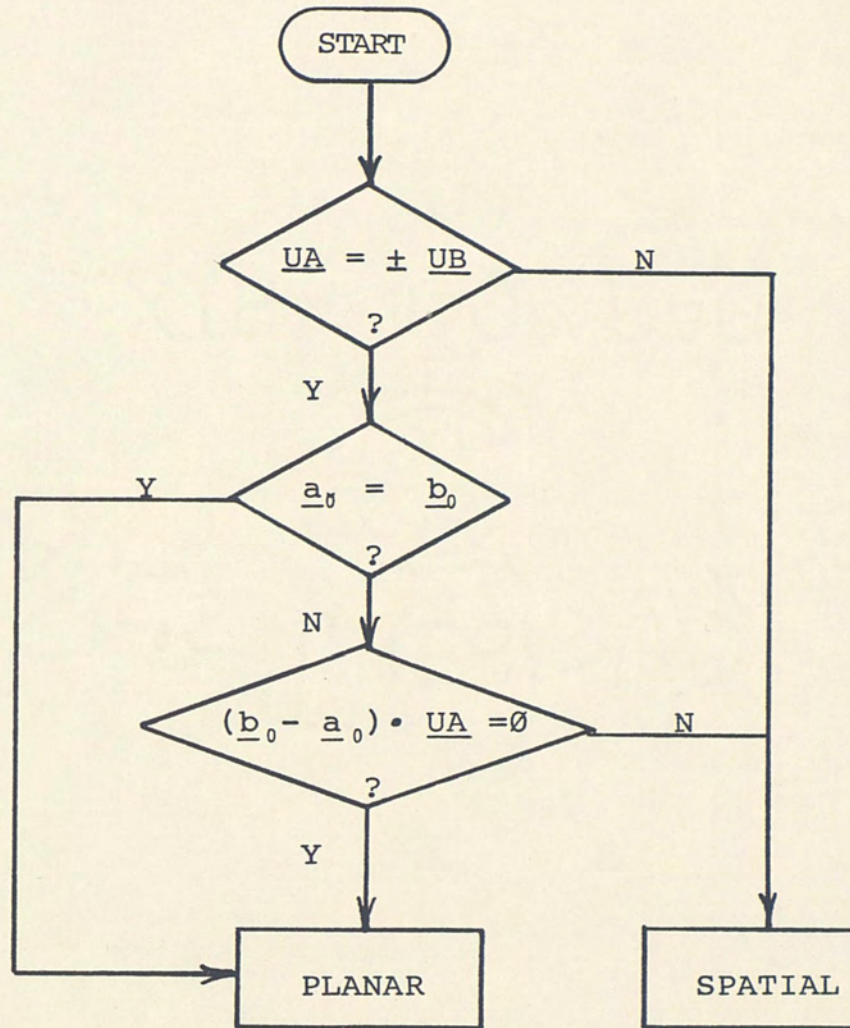 START
UA = ± UB
?
N
Y
a₀ = b₀
?
Y
N
(b₀- a₀)• UA =Ø
?
N
Y
PLANAR
SPATIAL